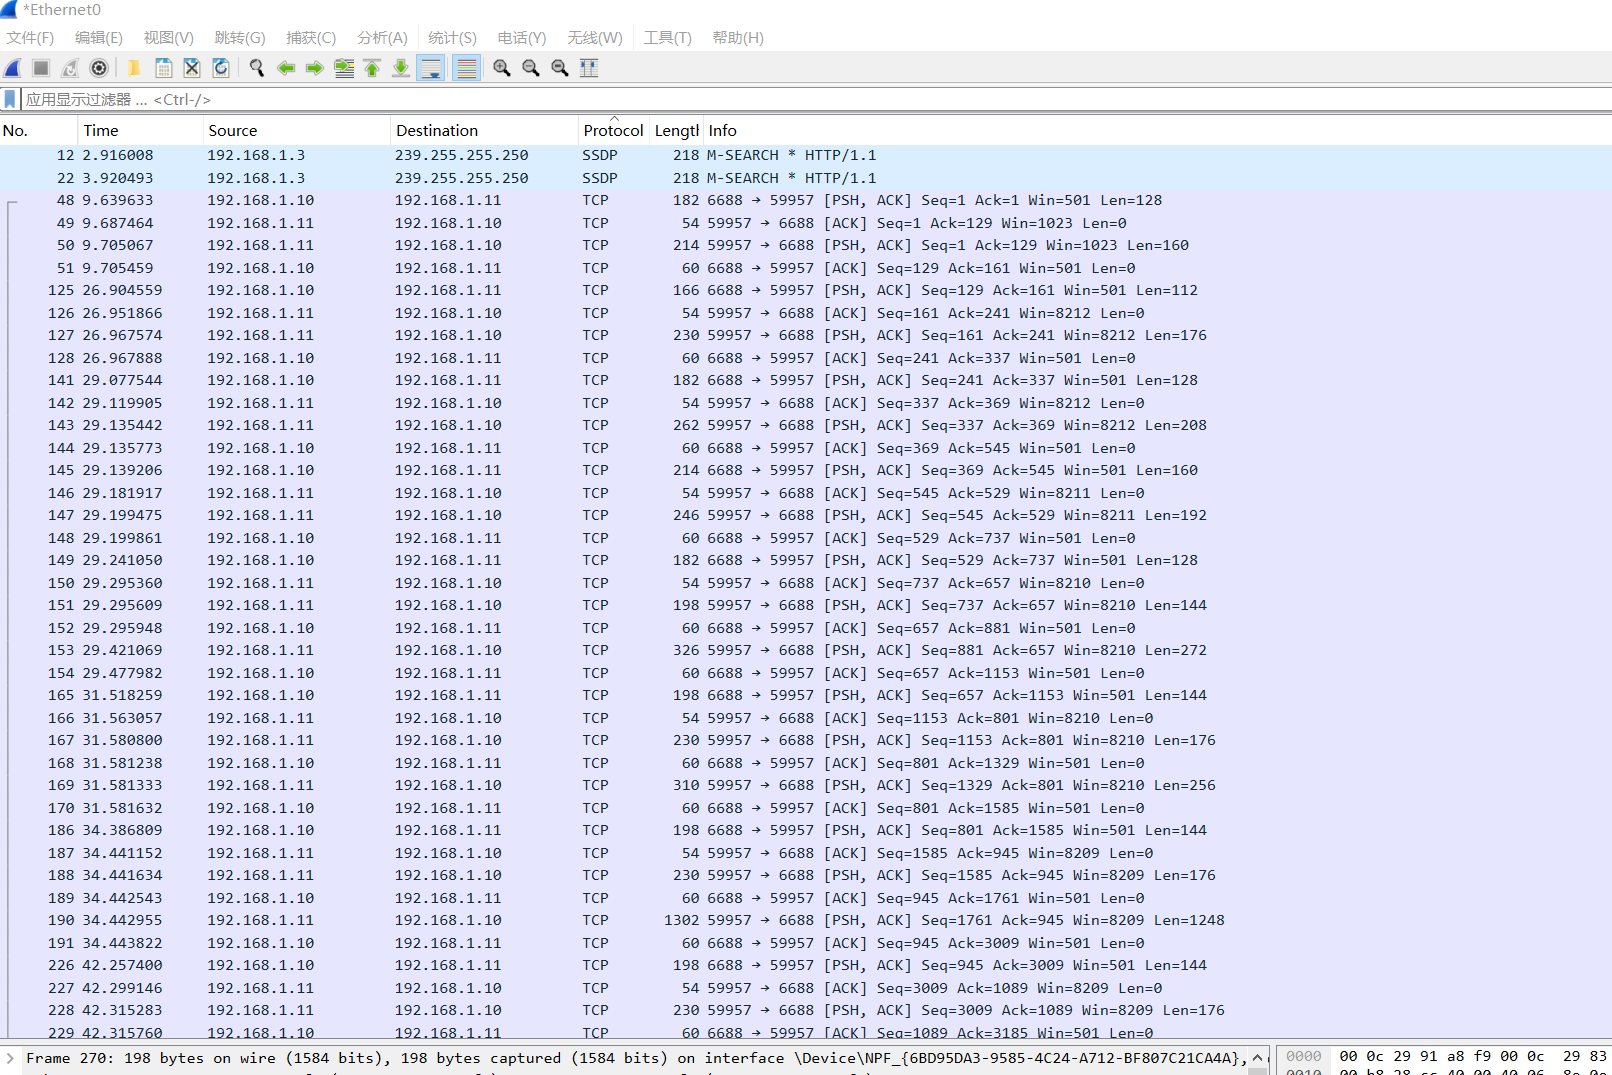 *Ethernet0
文件(F) 编辑(E) 视图(V) 跳转(G) 捕获(C) 分析(A) 统计(S) 电话(Y) 无线(W) 工具(T) 帮助(H)
应用显示过滤器 … <Ctrl-/>
No. Time Source Destination Protocol Length Info
12 2.916008 192.168.1.3 239.255.255.250 SSDP 218 M-SEARCH * HTTP/1.1
22 3.920493 192.168.1.3 239.255.255.250 SSDP 218 M-SEARCH * HTTP/1.1
48 9.639633 192.168.1.10 192.168.1.11 TCP 182 6688 → 59957 [PSH, ACK] Seq=1 Ack=1 Win=501 Len=128
49 9.687464 192.168.1.11 192.168.1.10 TCP 54 59957 → 6688 [ACK] Seq=1 Ack=129 Win=1023 Len=0
50 9.705067 192.168.1.11 192.168.1.10 TCP 214 59957 → 6688 [PSH, ACK] Seq=1 Ack=129 Win=1023 Len=160
51 9.705459 192.168.1.10 192.168.1.11 TCP 60 6688 → 59957 [ACK] Seq=129 Ack=161 Win=501 Len=0
125 26.904559 192.168.1.10 192.168.1.11 TCP 166 6688 → 59957 [PSH, ACK] Seq=129 Ack=161 Win=501 Len=112
126 26.951866 192.168.1.11 192.168.1.10 TCP 54 59957 → 6688 [ACK] Seq=161 Ack=241 Win=8212 Len=0
127 26.967574 192.168.1.11 192.168.1.10 TCP 230 59957 → 6688 [PSH, ACK] Seq=161 Ack=241 Win=8212 Len=176
128 26.967888 192.168.1.10 192.168.1.11 TCP 60 6688 → 59957 [ACK] Seq=241 Ack=337 Win=501 Len=0
141 29.077544 192.168.1.10 192.168.1.11 TCP 182 6688 → 59957 [PSH, ACK] Seq=241 Ack=337 Win=501 Len=128
142 29.119905 192.168.1.11 192.168.1.10 TCP 54 59957 → 6688 [ACK] Seq=337 Ack=369 Win=8212 Len=0
143 29.135442 192.168.1.11 192.168.1.10 TCP 262 59957 → 6688 [PSH, ACK] Seq=337 Ack=369 Win=8212 Len=208
144 29.135773 192.168.1.10 192.168.1.11 TCP 60 6688 → 59957 [ACK] Seq=369 Ack=545 Win=501 Len=0
145 29.139206 192.168.1.10 192.168.1.11 TCP 214 6688 → 59957 [PSH, ACK] Seq=369 Ack=545 Win=501 Len=160
146 29.181917 192.168.1.11 192.168.1.10 TCP 54 59957 → 6688 [ACK] Seq=545 Ack=529 Win=8211 Len=0
147 29.199475 192.168.1.11 192.168.1.10 TCP 246 59957 → 6688 [PSH, ACK] Seq=545 Ack=529 Win=8211 Len=192
148 29.199861 192.168.1.10 192.168.1.11 TCP 60 6688 → 59957 [ACK] Seq=529 Ack=737 Win=501 Len=0
149 29.241050 192.168.1.10 192.168.1.11 TCP 182 6688 → 59957 [PSH, ACK] Seq=529 Ack=737 Win=501 Len=128
150 29.295360 192.168.1.11 192.168.1.10 TCP 54 59957 → 6688 [ACK] Seq=737 Ack=657 Win=8210 Len=0
151 29.295609 192.168.1.11 192.168.1.10 TCP 198 59957 → 6688 [PSH, ACK] Seq=737 Ack=657 Win=8210 Len=144
152 29.295948 192.168.1.10 192.168.1.11 TCP 60 6688 → 59957 [ACK] Seq=657 Ack=881 Win=501 Len=0
153 29.421069 192.168.1.11 192.168.1.10 TCP 326 59957 → 6688 [PSH, ACK] Seq=881 Ack=657 Win=8210 Len=272
154 29.477982 192.168.1.10 192.168.1.11 TCP 60 6688 → 59957 [ACK] Seq=657 Ack=1153 Win=501 Len=0
165 31.518259 192.168.1.10 192.168.1.11 TCP 198 6688 → 59957 [PSH, ACK] Seq=657 Ack=1153 Win=501 Len=144
166 31.563057 192.168.1.11 192.168.1.10 TCP 54 59957 → 6688 [ACK] Seq=1153 Ack=801 Win=8210 Len=0
167 31.580800 192.168.1.11 192.168.1.10 TCP 230 59957 → 6688 [PSH, ACK] Seq=1153 Ack=801 Win=8210 Len=176
168 31.581238 192.168.1.10 192.168.1.11 TCP 60 6688 → 59957 [ACK] Seq=801 Ack=1329 Win=501 Len=0
169 31.581333 192.168.1.11 192.168.1.10 TCP 310 59957 → 6688 [PSH, ACK] Seq=1329 Ack=801 Win=8210 Len=256
170 31.581632 192.168.1.10 192.168.1.11 TCP 60 6688 → 59957 [ACK] Seq=801 Ack=1585 Win=501 Len=0
186 34.386809 192.168.1.10 192.168.1.11 TCP 198 6688 → 59957 [PSH, ACK] Seq=801 Ack=1585 Win=501 Len=144
187 34.441152 192.168.1.11 192.168.1.10 TCP 54 59957 → 6688 [ACK] Seq=1585 Ack=945 Win=8209 Len=0
188 34.441634 192.168.1.11 192.168.1.10 TCP 230 59957 → 6688 [PSH, ACK] Seq=1585 Ack=945 Win=8209 Len=176
189 34.442543 192.168.1.10 192.168.1.11 TCP 60 6688 → 59957 [ACK] Seq=945 Ack=1761 Win=501 Len=0
190 34.442955 192.168.1.11 192.168.1.10 TCP 1302 59957 → 6688 [PSH, ACK] Seq=1761 Ack=945 Win=8209 Len=1248
191 34.443822 192.168.1.10 192.168.1.11 TCP 60 6688 → 59957 [ACK] Seq=945 Ack=3009 Win=501 Len=0
226 42.257400 192.168.1.10 192.168.1.11 TCP 198 6688 → 59957 [PSH, ACK] Seq=945 Ack=3009 Win=501 Len=144
227 42.299146 192.168.1.11 192.168.1.10 TCP 54 59957 → 6688 [ACK] Seq=3009 Ack=1089 Win=8209 Len=0
228 42.315283 192.168.1.11 192.168.1.10 TCP 230 59957 → 6688 [PSH, ACK] Seq=3009 Ack=1089 Win=8209 Len=176
229 42.315760 192.168.1.10 192.168.1.11 TCP 60 6688 → 59957 [ACK] Seq=1089 Ack=3185 Win=501 Len=0
Frame 270: 198 bytes on wire (1584 bits), 198 bytes captured (1584 bits) on interface \Device\NPF_{6BD95DA3-9585-4C24-A712-BF807C21CA4A},
0000 00 0c 29 91 a8 f9 00 0c 29 83